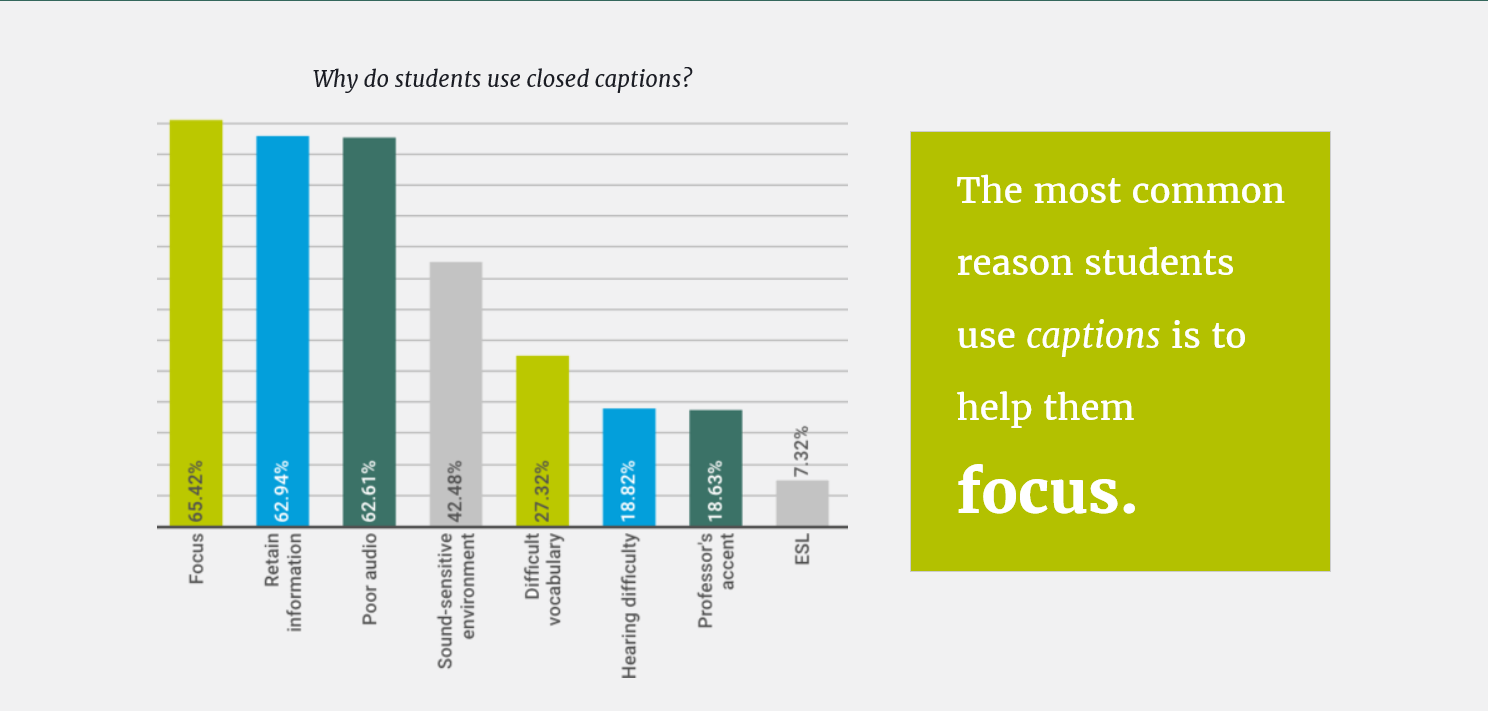 Why do students use closed captions?
65.42%
62.94%
62.61%
42.48%
27.32%
18.82%
18.63%
7.32%
Focus
Retain
information
Poor audio
Sound-sensitive
environment
Difficult
vocabulary
Hearing difficulty
Professor's
accent
ESL
The most common
reason students
use captions is to
help them
focus.